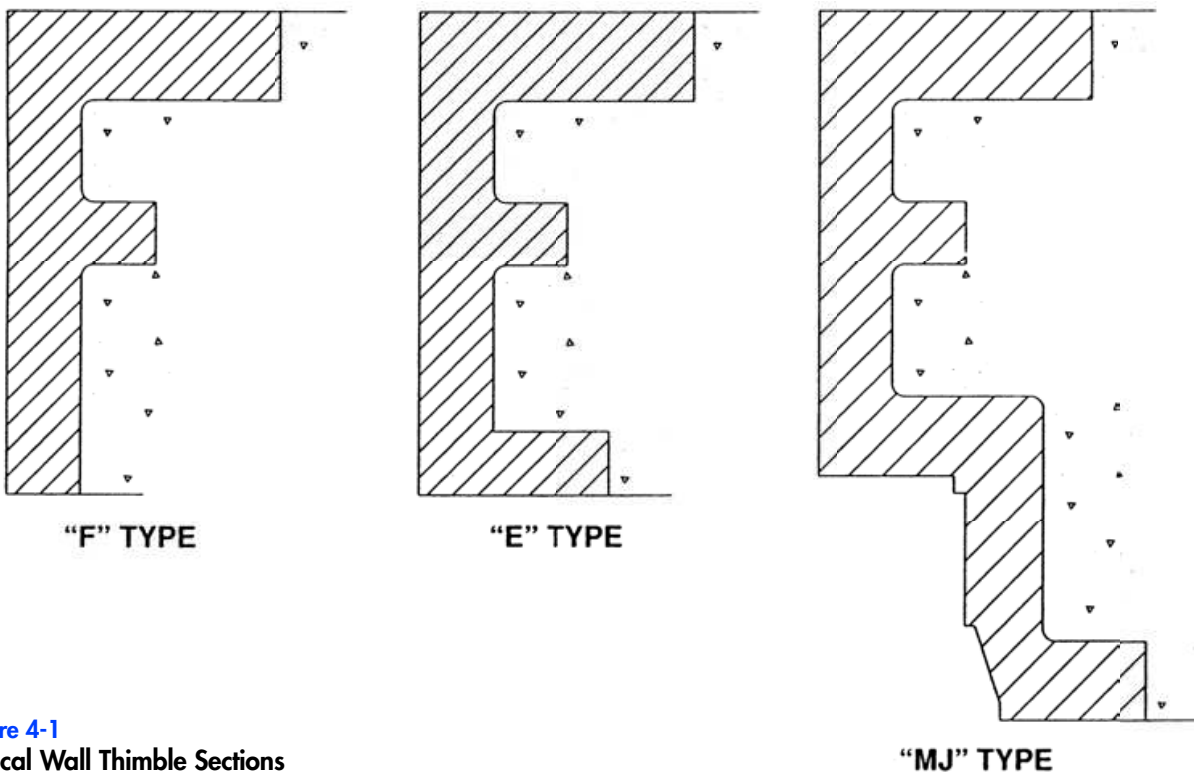 “F” TYPE
“E” TYPE
“MJ” TYPE
re 4-1
cal Wall Thimble Sections